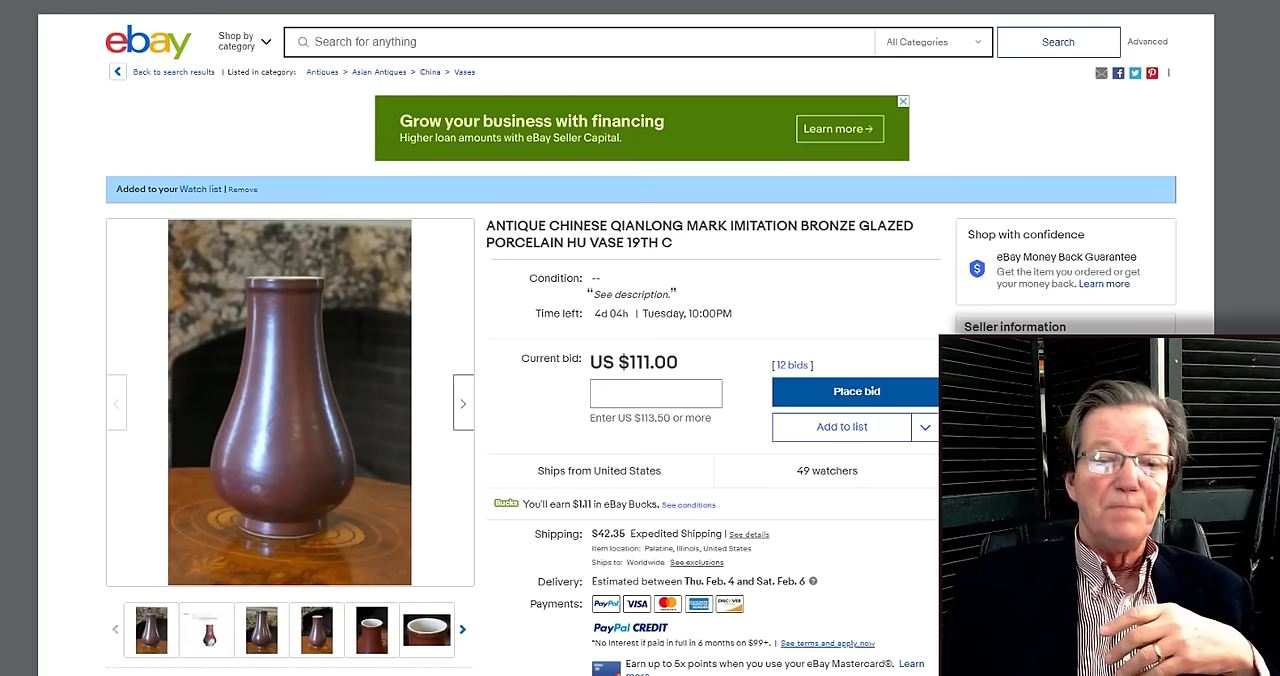 ebay
Shop by category
Search for anything
All Categories
Search
Advanced
Back to search results | Listed in category: Antiques > Asian Antiques > China > Vases
Grow your business with financing
Higher loan amounts with eBay Seller Capital.
Learn more→
Added to your Watch list | Remove
ANTIQUE CHINESE QIANLONG MARK IMITATION BRONZE GLAZED
PORCELAIN HU VASE 19TH C
Condition: --
“See description.”
Time left: 4d 04h | Tuesday, 10:00PM
Current bid: US $111.00
[ 12 bids ]
Place bid
Enter US $113.50 or more
Add to list
Ships from United States
49 watchers
Bucks You'll earn $1.11 in eBay Bucks. See conditions
Shipping: $42.35 Expedited Shipping | See details
Item location: Palatine, Illinois, United States
Ships to: Worldwide See exclusions
Delivery: Estimated between Thu. Feb. 4 and Sat. Feb. 6
Payments: PayPal VISA DISCOVER
PayPal CREDIT
*No Interest if paid in full in 6 months on $99+. | See terms and apply now
Earn up to 5x points when you use your eBay Mastercard®. Learn
more
Shop with confidence
eBay Money Back Guarantee
Get the item you ordered or get
your money back. Learn more
Seller information